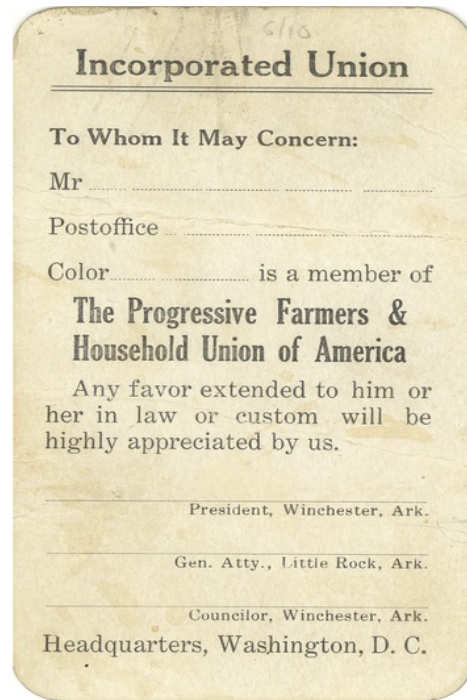 6/10
Incorporated Union
To Whom It May Concern:
Mr
Postoffice
Color is a member of
The Progressive Farmers &
Household Union of America
Any favor extended to him or
her in law or custom will be
highly appreciated by us.
President, Winchester, Ark.
Gen. Atty., Little Rock, Ark.
Councilor, Winchester, Ark.
Headquarters, Washington, D. C.